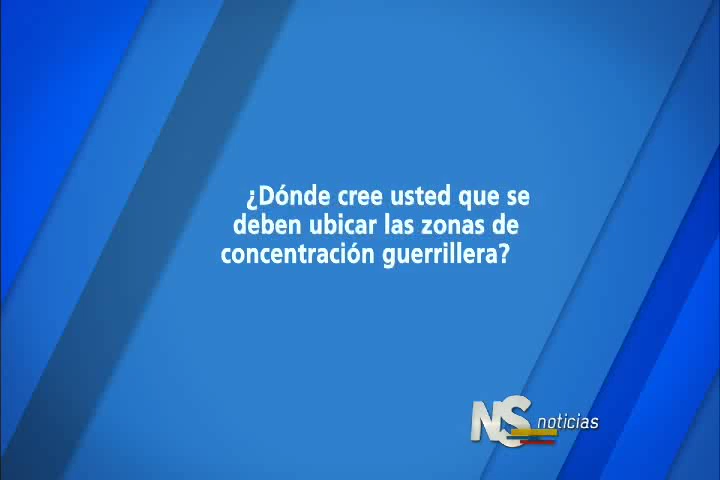 ¿Dónde cree usted que se
deben ubicar las zonas de
concentración guerrillera?
NS noticias